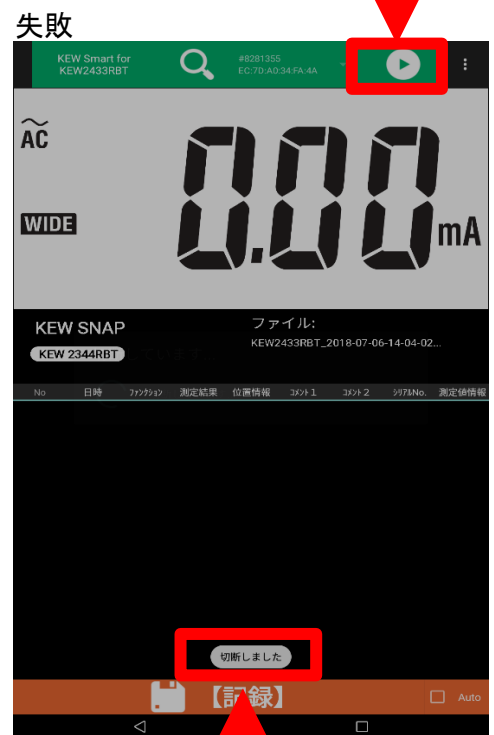 失敗
KEW Smart for
KEW2433RBT
#8281355
EC:7D:A0:34:FA:4A
AC
0.00
WIDE
mA
KEW SNAP
ファイル:
KEW 2344RBT
KEW2433RBT_2018-07-06-14-04-02...
No 日時 ﾌｧﾝｸｼｮﾝ 測定結果 位置情報 ｺﾒﾝﾄ１ ｺﾒﾝﾄ２ ｼﾘｱﾙNo. 測定値情報
切断しました
【記録】
Auto